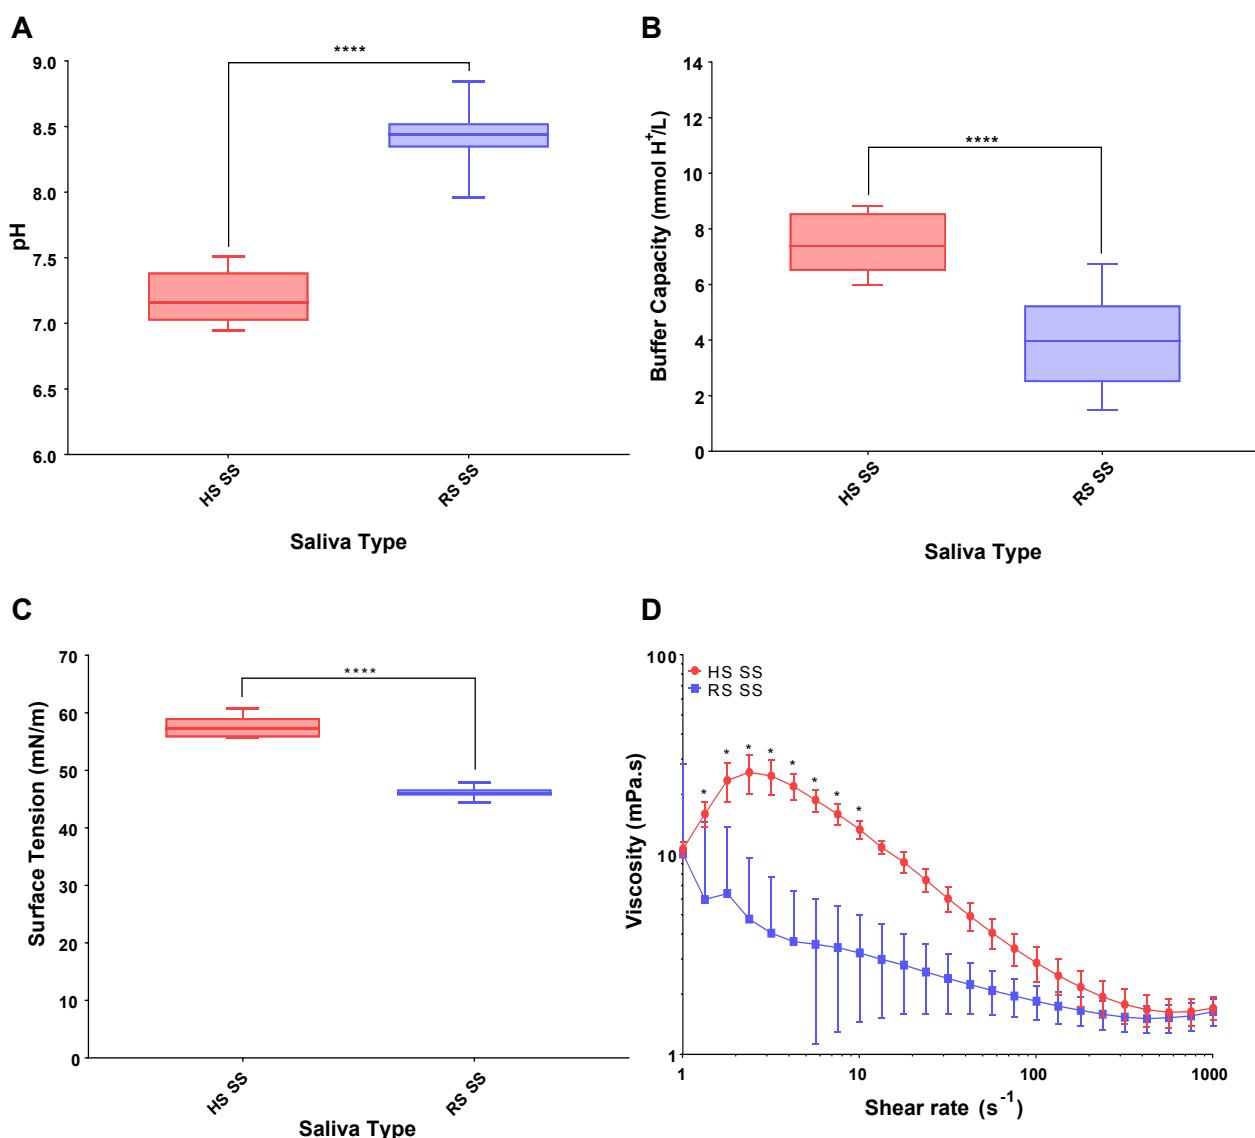 A
****
9.0
8.5
8.0
7.5
7.0
6.5
6.0
pH
HS SS
RS SS
Saliva Type
B
****
14
12
10
8
6
4
2
0
Buffer Capacity (mmol H⁺/L)
HS SS
RS SS
Saliva Type
C
****
70
60
50
40
30
20
10
0
Surface Tension (mN/m)
HS SS
RS SS
Saliva Type
D
HS SS
RS SS
* * * * * * * * *
100
10
1
Viscosity (mPa.s)
1 10 100 1000
Shear rate (s⁻¹)